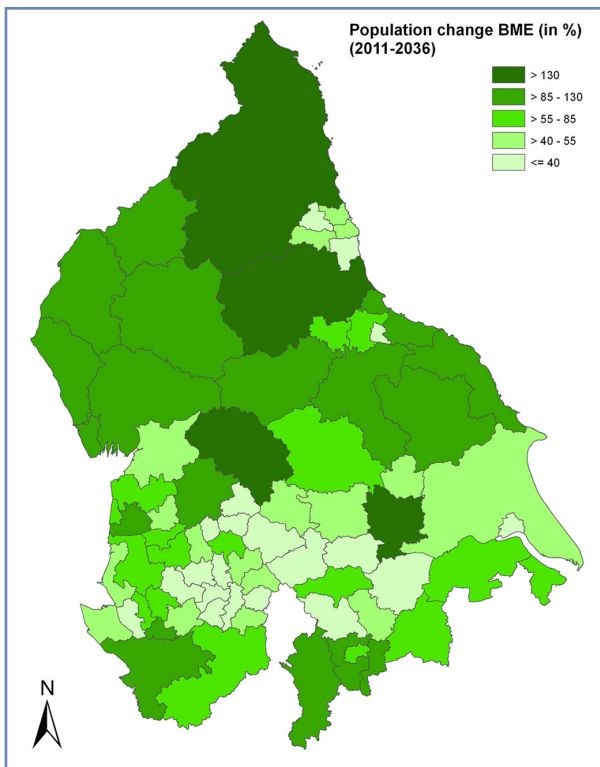 Population change BME (in %)
(2011-2036)
> 130
> 85 - 130
> 55 - 85
> 40 - 55
<= 40
N